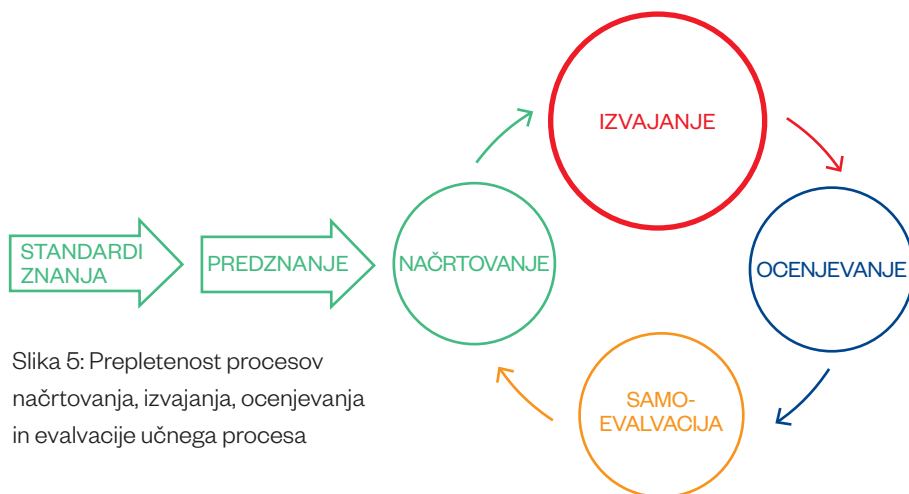 IZVAJANJE
STANDARDI
ZNANJA
PREDZNANJE
NAČRTOVANJE
OCENJEVANJE
SAMO-
EVALVACIJA
Slika 5: Prepletenost procesov
načrtovanja, izvajanja, ocenjevanja
in evalvacije učnega procesa